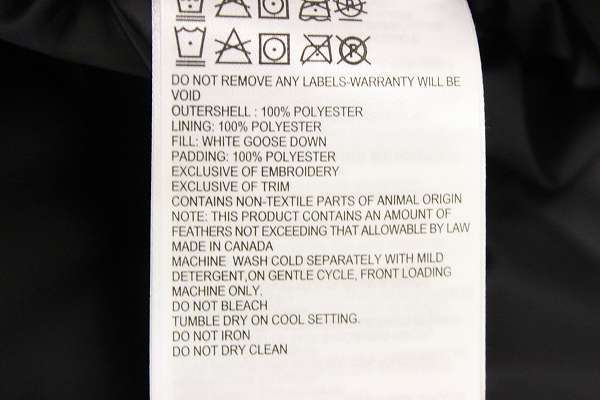 DO NOT REMOVE ANY LABELS-WARRANTY WILL BE
VOID
OUTERSHELL : 100% POLYESTER
LINING: 100% POLYESTER
FILL: WHITE GOOSE DOWN
PADDING: 100% POLYESTER
EXCLUSIVE OF EMBROIDERY
EXCLUSIVE OF TRIM
CONTAINS NON-TEXTILE PARTS OF ANIMAL ORIGIN
NOTE: THIS PRODUCT CONTAINS AN AMOUNT OF
FEATHERS NOT EXCEEDING THAT ALLOWABLE BY LAW
MADE IN CANADA
MACHINE WASH COLD SEPARATELY WITH MILD
DETERGENT,ON GENTLE CYCLE, FRONT LOADING
MACHINE ONLY.
DO NOT BLEACH
TUMBLE DRY ON COOL SETTING.
DO NOT IRON
DO NOT DRY CLEAN